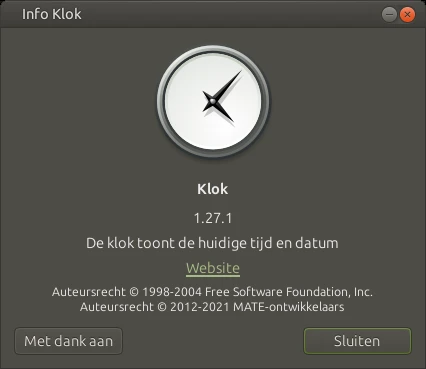 Info Klok
Klok
1.27.1
De klok toont de huidige tijd en datum
Website
Auteursrecht © 1998-2004 Free Software Foundation, Inc.
Auteursrecht © 2012-2021 MATE-ontwikkelaars
Met dank aan
Sluiten